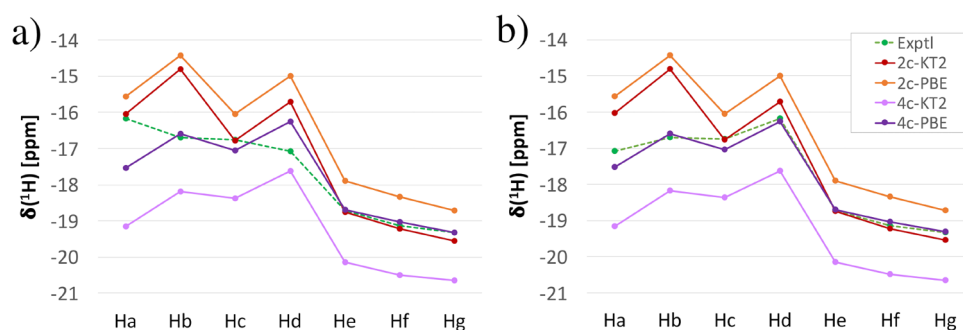 a)
δ(¹H) [ppm]
-14
-15
-16
-17
-18
-19
-20
-21
Ha Hb Hc Hd He Hf Hg
b)
δ(¹H) [ppm]
-14
-15
-16
-17
-18
-19
-20
-21
Ha Hb Hc Hd He Hf Hg
Exptl
2c-KT2
2c-PBE
4c-KT2
4c-PBE